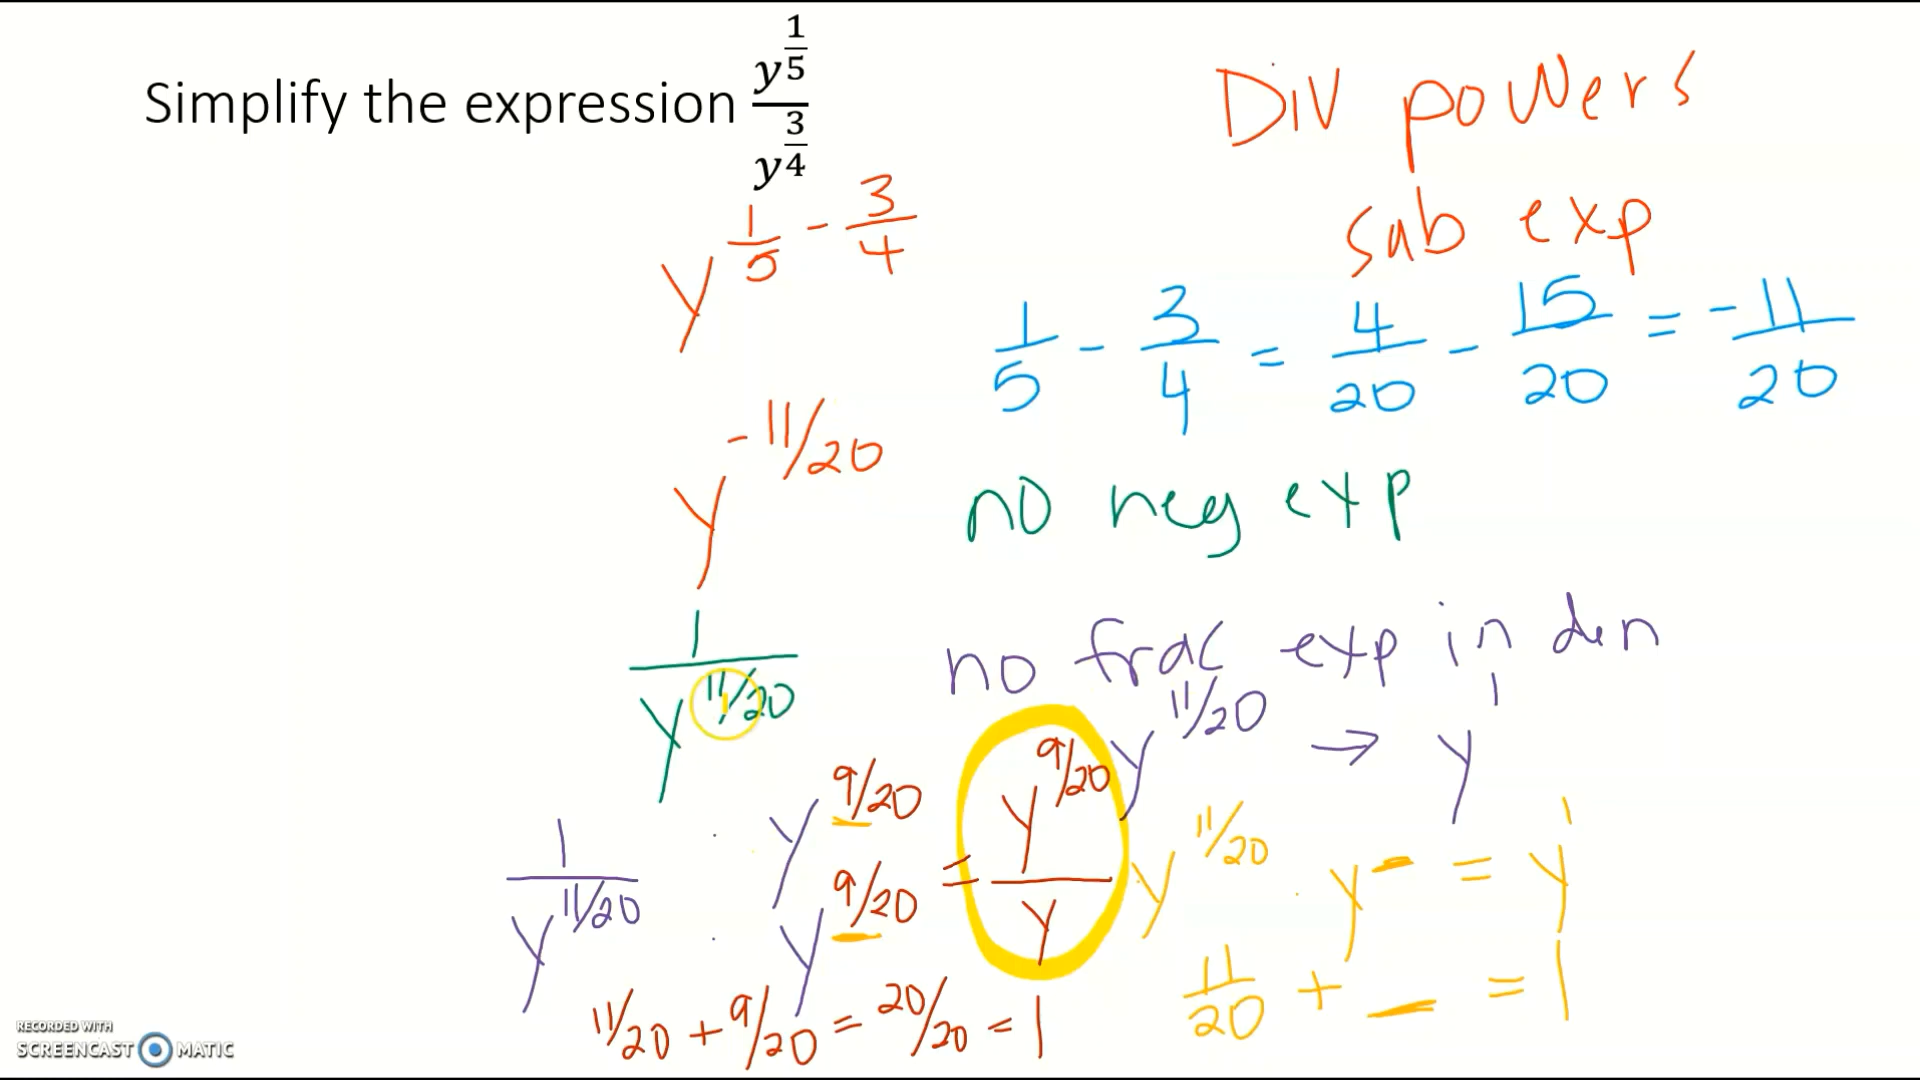 Simplify the expression y^(1/5) / y^(3/4)
Div powers
sub exp
y^(1/5 - 3/4)
1/5 - 3/4 = 4/20 - 15/20 = -11/20
y^(-11/20)
no neg exp
1 / y^(11/20)
no frac exp in den
y^(11/20) → y^1
1 / y^(11/20) · y^(9/20) / y^(9/20) = y^(9/20) / y
y^(11/20) · y^– = y^1
11/20 + __ = 1
11/20 + 9/20 = 20/20 = 1
RECORDED WITH
SCREENCAST MATIC